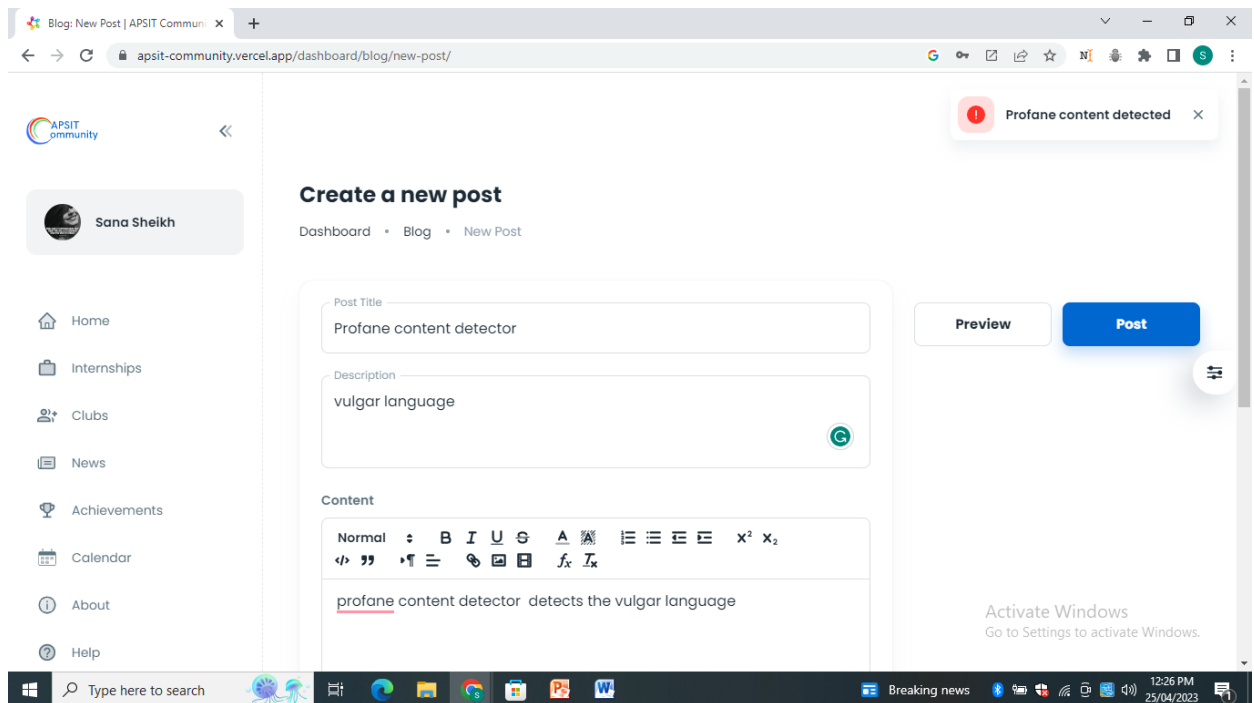 Blog: New Post | APSIT Communi
apsit-community.vercel.app/dashboard/blog/new-post/
APSIT
ommunity
Profane content detected
Sana Sheikh
Create a new post
Dashboard • Blog • New Post
Home
Internships
Clubs
News
Achievements
Calendar
About
Help
Post Title
Profane content detector
Description
vulgar language
Preview
Post
Content
Normal
profane content detector  detects the vulgar language
Activate Windows
Go to Settings to activate Windows.
Type here to search
Breaking news
12:26 PM
25/04/2023